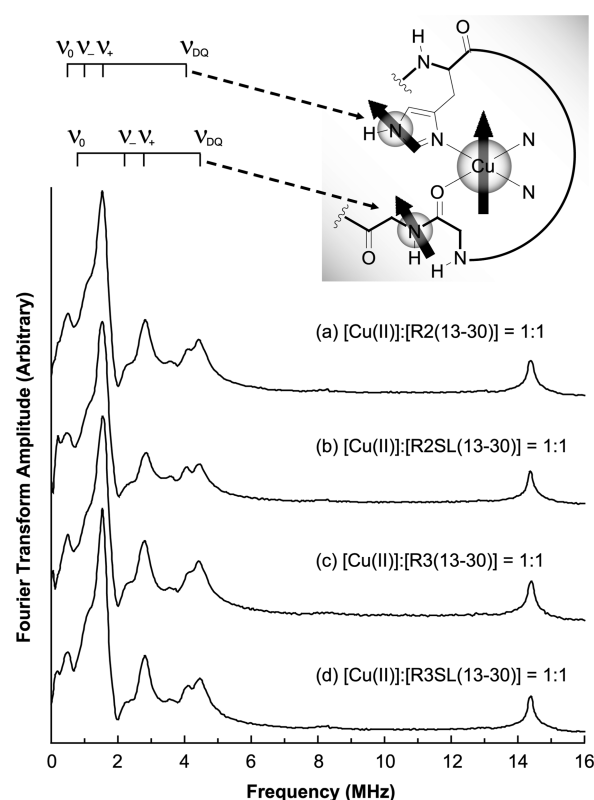 ν0 ν− ν+ νDQ
ν0 ν− ν+ νDQ
H
N
O
H
N
N
Cu
N
N
O
O
N
H
H
N
(a) [Cu(II)]:[R2(13-30)] = 1:1
(b) [Cu(II)]:[R2SL(13-30)] = 1:1
(c) [Cu(II)]:[R3(13-30)] = 1:1
(d) [Cu(II)]:[R3SL(13-30)] = 1:1
Fourier Transform Amplitude (Arbitrary)
0 2 4 6 8 10 12 14 16
Frequency (MHz)